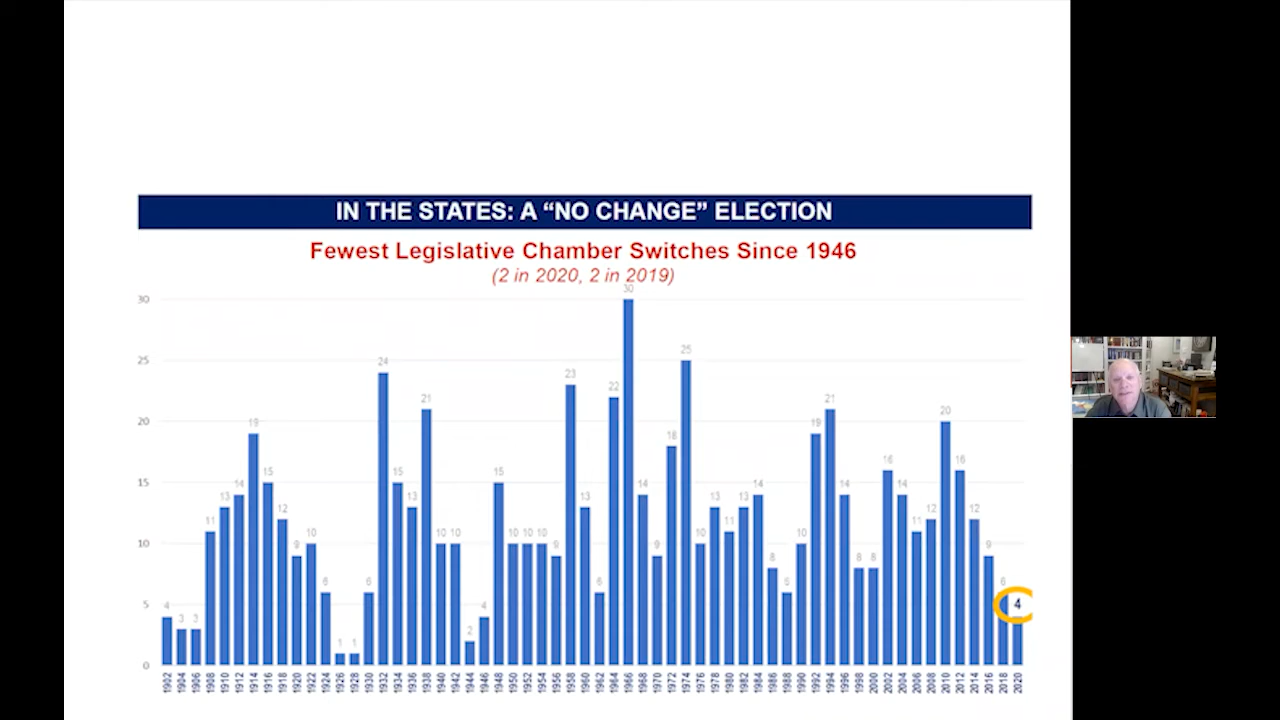 IN THE STATES: A “NO CHANGE” ELECTION
Fewest Legislative Chamber Switches Since 1946
(2 in 2020, 2 in 2019)
30
25
20
15
10
5
0
4 3 3 11 13 14 19 15 12 9 10 6 1 1 6 24 15 13 21 10 10 2 4 15 10 10 10 9 23 13 6 22 30 14 9 18 25 10 13 11 13 14 8 6 10 19 21 14 8 8 16 14 11 12 20 16 12 9 6 4
1902 1904 1906 1908 1910 1912 1914 1916 1918 1920 1922 1924 1926 1928 1930 1932 1934 1936 1938 1940 1942 1944 1946 1948 1950 1952 1954 1956 1958 1960 1962 1964 1966 1968 1970 1972 1974 1976 1978 1980 1982 1984 1986 1988 1990 1992 1994 1996 1998 2000 2002 2004 2006 2008 2010 2012 2014 2016 2018 2020